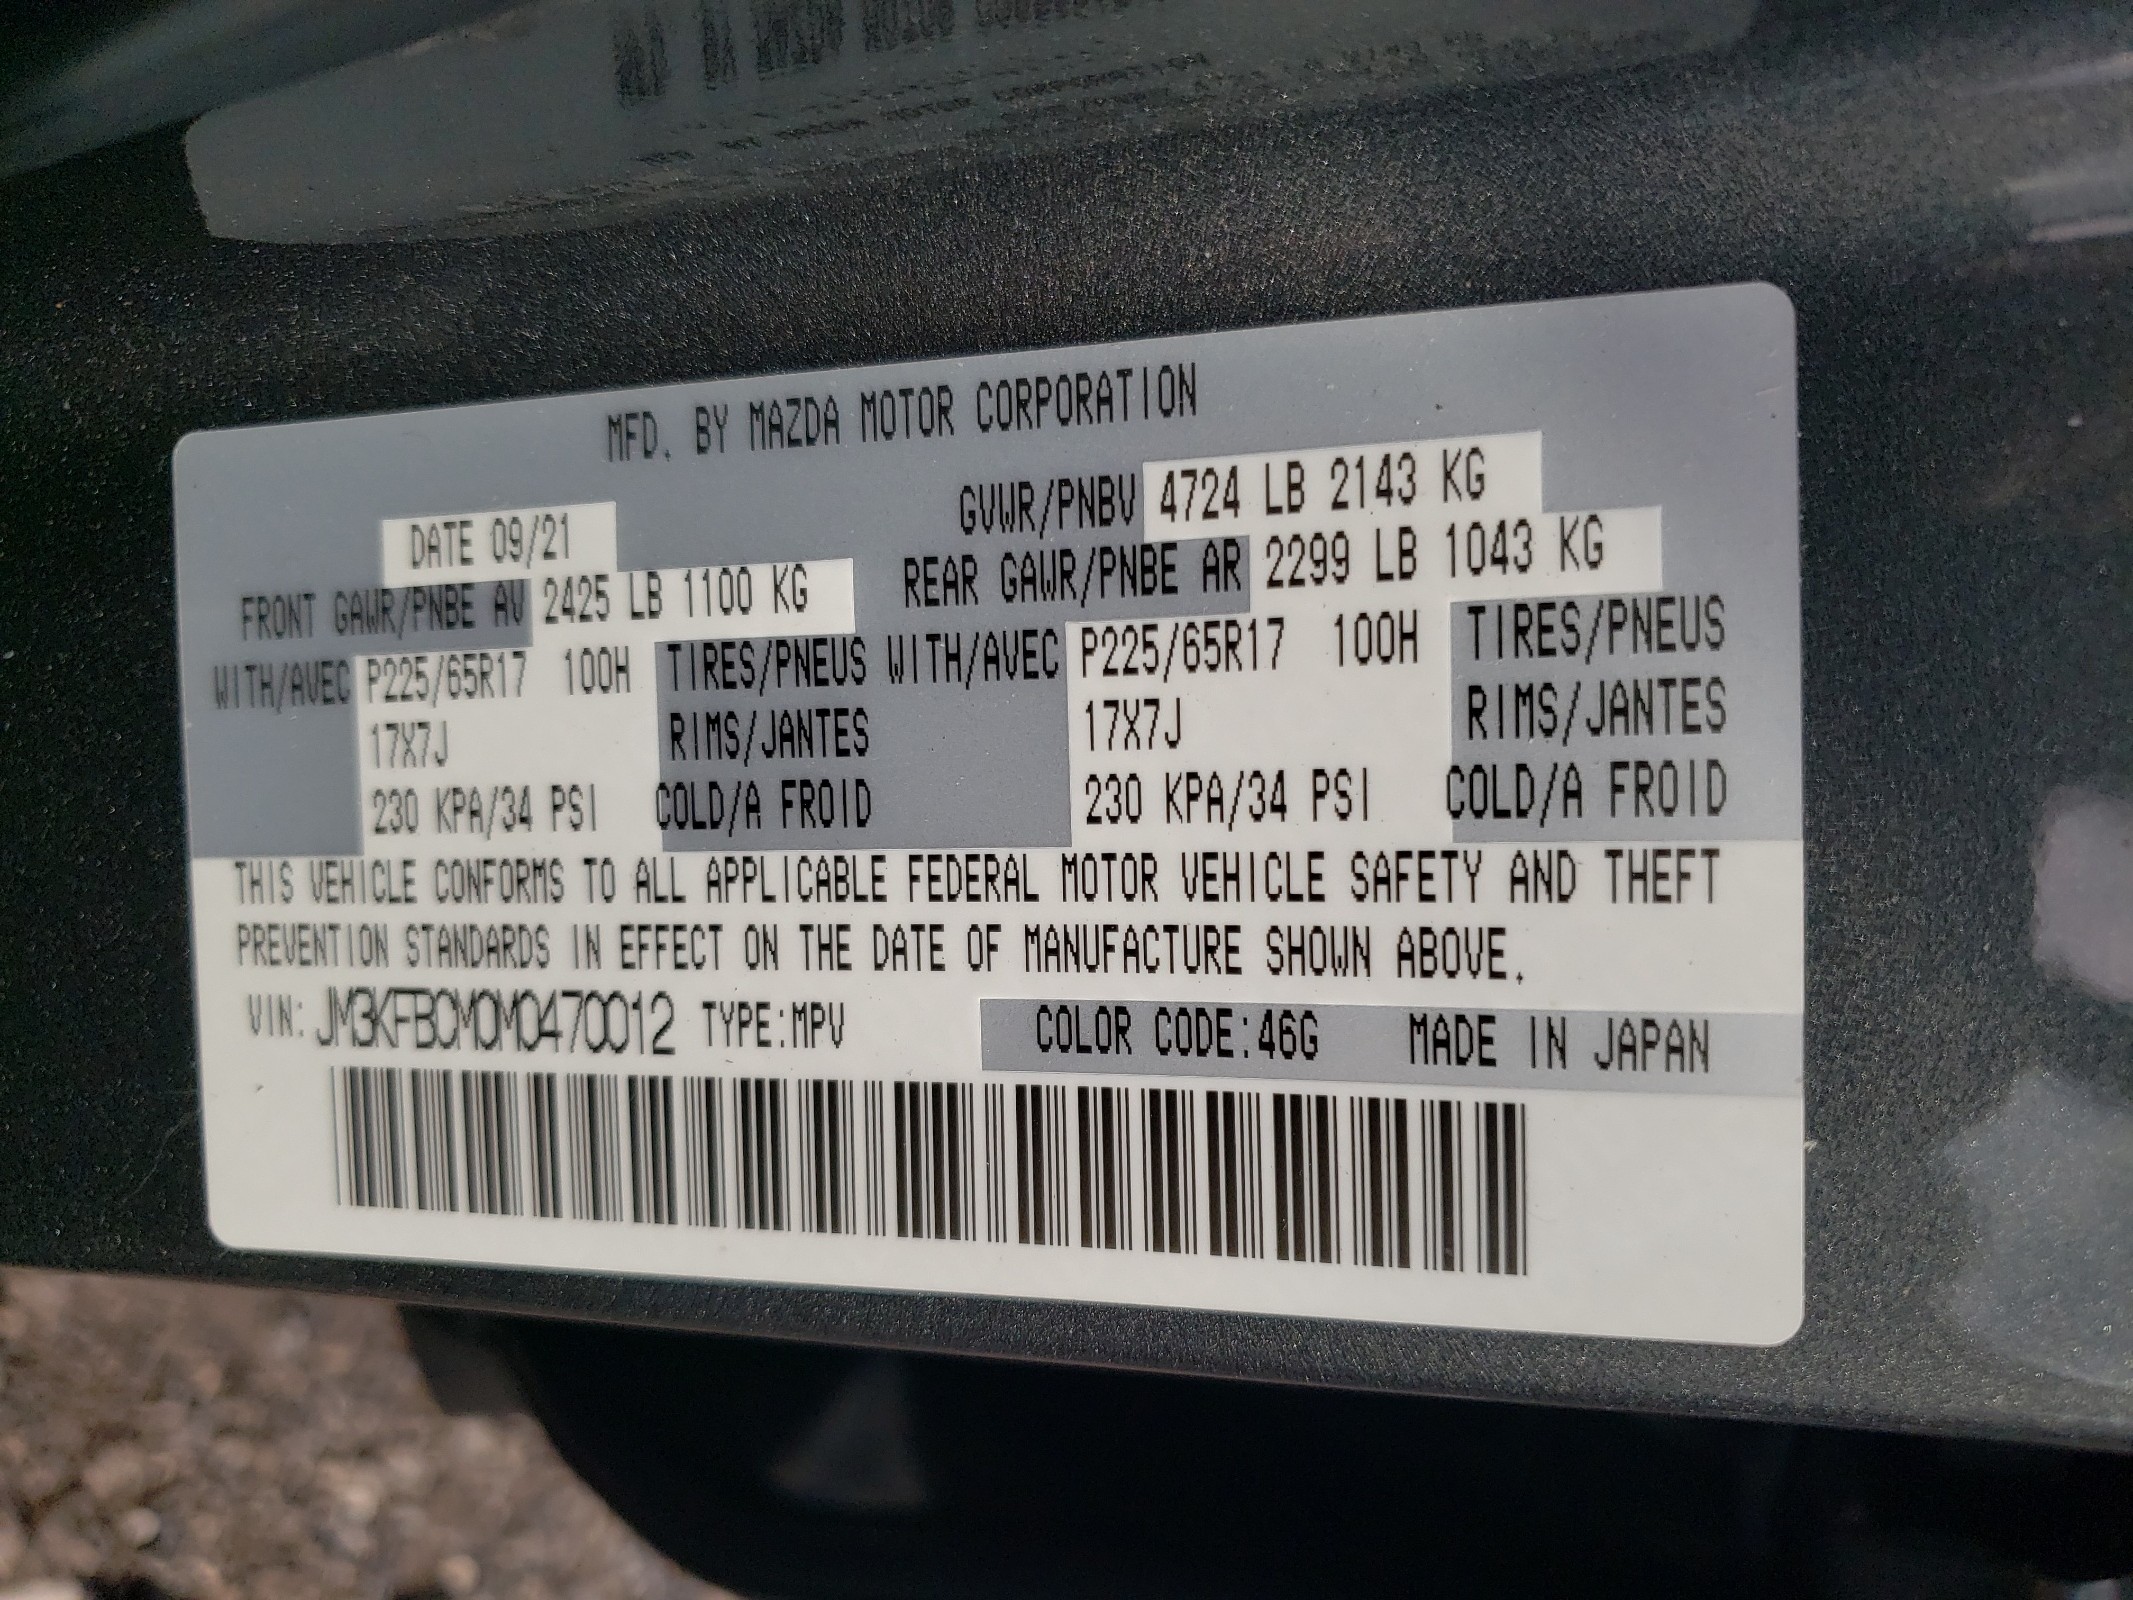 MFD. BY MAZDA MOTOR CORPORATION
DATE 09/21 GVWR/PNBV 4724 LB 2143 KG
FRONT GAWR/PNBE AV 2425 LB 1100 KG REAR GAWR/PNBE AR 2299 LB 1043 KG
WITH/AVEC P225/65R17 100H TIRES/PNEUS WITH/AVEC P225/65R17 100H TIRES/PNEUS
17X7J RIMS/JANTES 17X7J RIMS/JANTES
230 KPA/34 PSI COLD/A FROID 230 KPA/34 PSI COLD/A FROID
THIS VEHICLE CONFORMS TO ALL APPLICABLE FEDERAL MOTOR VEHICLE SAFETY AND THEFT
PREVENTION STANDARDS IN EFFECT ON THE DATE OF MANUFACTURE SHOWN ABOVE.
VIN: JM3KFBCM0M0470012 TYPE:MPV COLOR CODE:46G MADE IN JAPAN